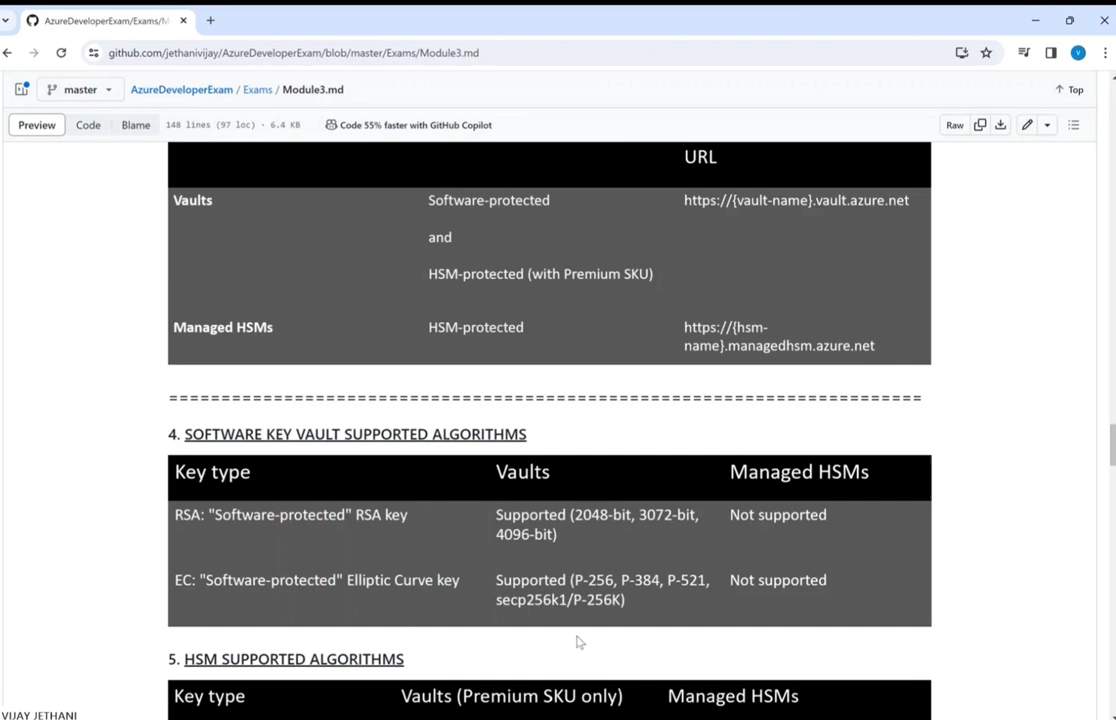 AzureDeveloperExam/Exams/M
github.com/jethanivijay/AzureDeveloperExam/blob/master/Exams/Module3.md
V
master
AzureDeveloperExam / Exams / Module3.md
Top
Preview
Code
Blame
148 lines (97 loc) · 6.4 KB
Code 55% faster with GitHub Copilot
Raw
URL
Vaults
Software-protected
https://{vault-name}.vault.azure.net
and
HSM-protected (with Premium SKU)
Managed HSMs
HSM-protected
https://{hsm-
name}.managedhsm.azure.net
========================================================================
4. SOFTWARE KEY VAULT SUPPORTED ALGORITHMS
Key type
Vaults
Managed HSMs
RSA: "Software-protected" RSA key
Supported (2048-bit, 3072-bit,
4096-bit)
Not supported
EC: "Software-protected" Elliptic Curve key
Supported (P-256, P-384, P-521,
secp256k1/P-256K)
Not supported
5. HSM SUPPORTED ALGORITHMS
Key type
Vaults (Premium SKU only)
Managed HSMs
VIJAY JETHANI